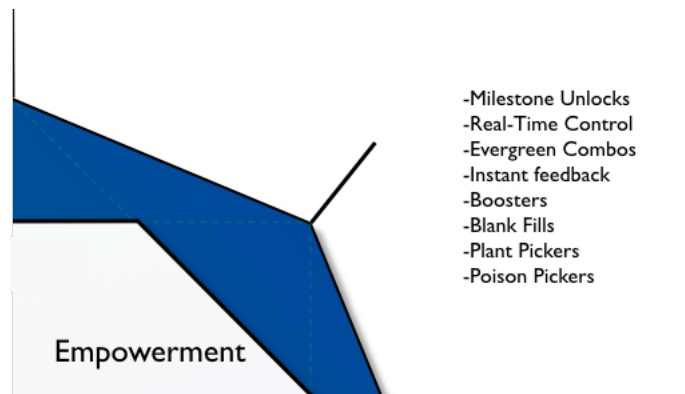 -Milestone Unlocks
-Real-Time Control
-Evergreen Combos
-Instant feedback
-Boosters
-Blank Fills
-Plant Pickers
-Poison Pickers
Empowerment